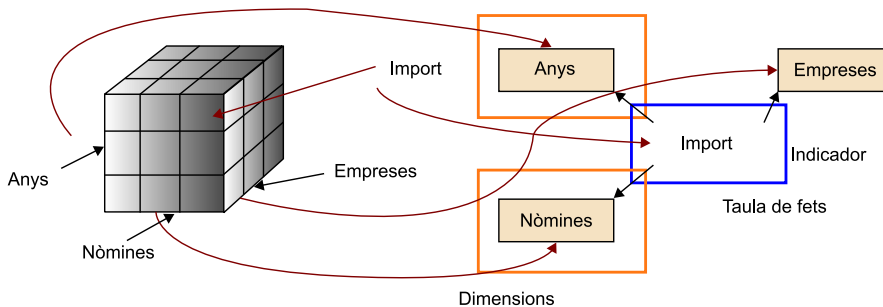 Import
Anys
Empreses
Anys
Empreses
Nòmines
Import
Indicador
Taula de fets
Nòmines
Dimensions